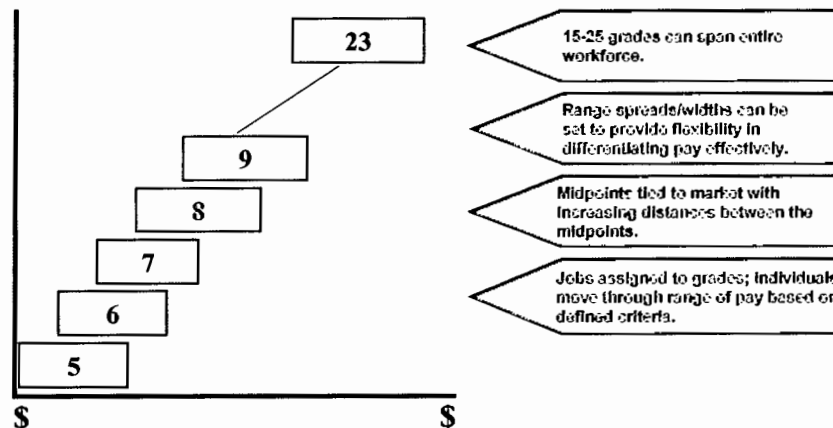 23
9
8
7
6
5
$
$
15-25 grades can span entire
workforce.
Range spreads/widths can be
set to provide flexibility in
differentiating pay effectively.
Midpoints tied to market with
increasing distances between the
midpoints.
Jobs assigned to grades; individuals
move through range of pay based on
defined criteria.